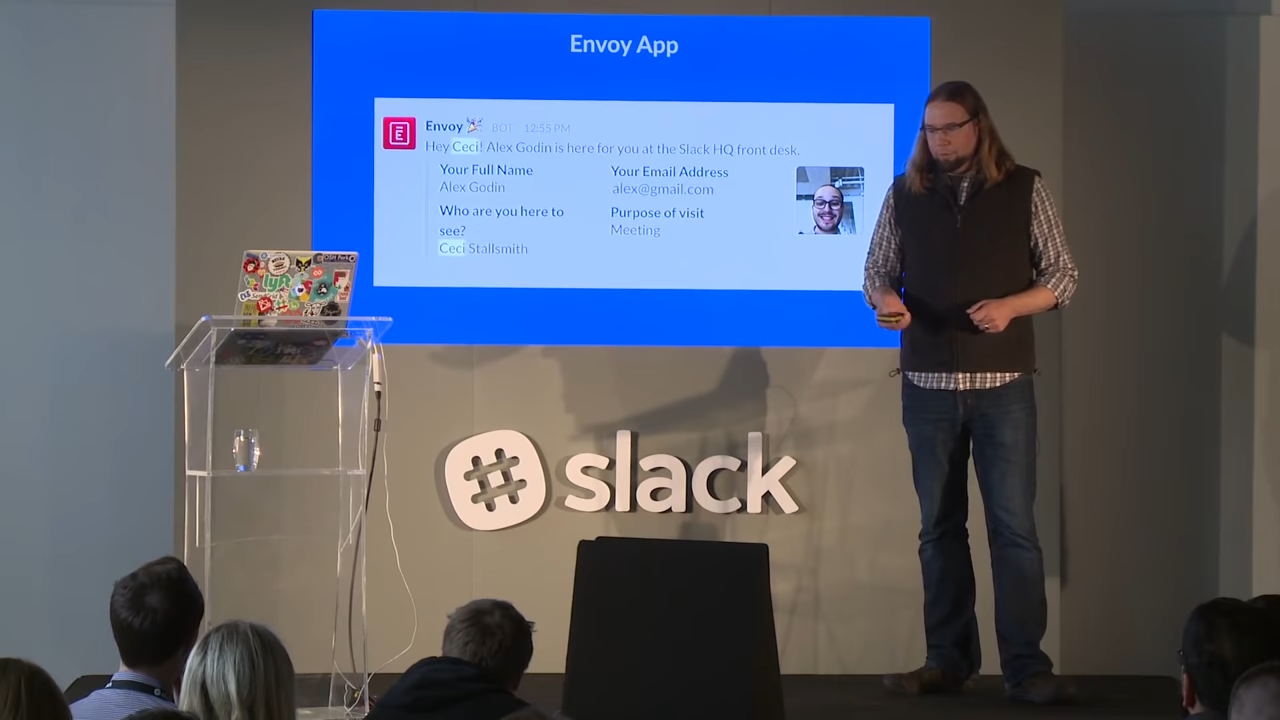 Envoy App
Envoy BOT 12:55 PM
Hey Ceci! Alex Godin is here for you at the Slack HQ front desk.
Your Full Name
Alex Godin
Your Email Address
alex@gmail.com
Who are you here to
see?
Ceci Stallsmith
Purpose of visit
Meeting
lyft
slack